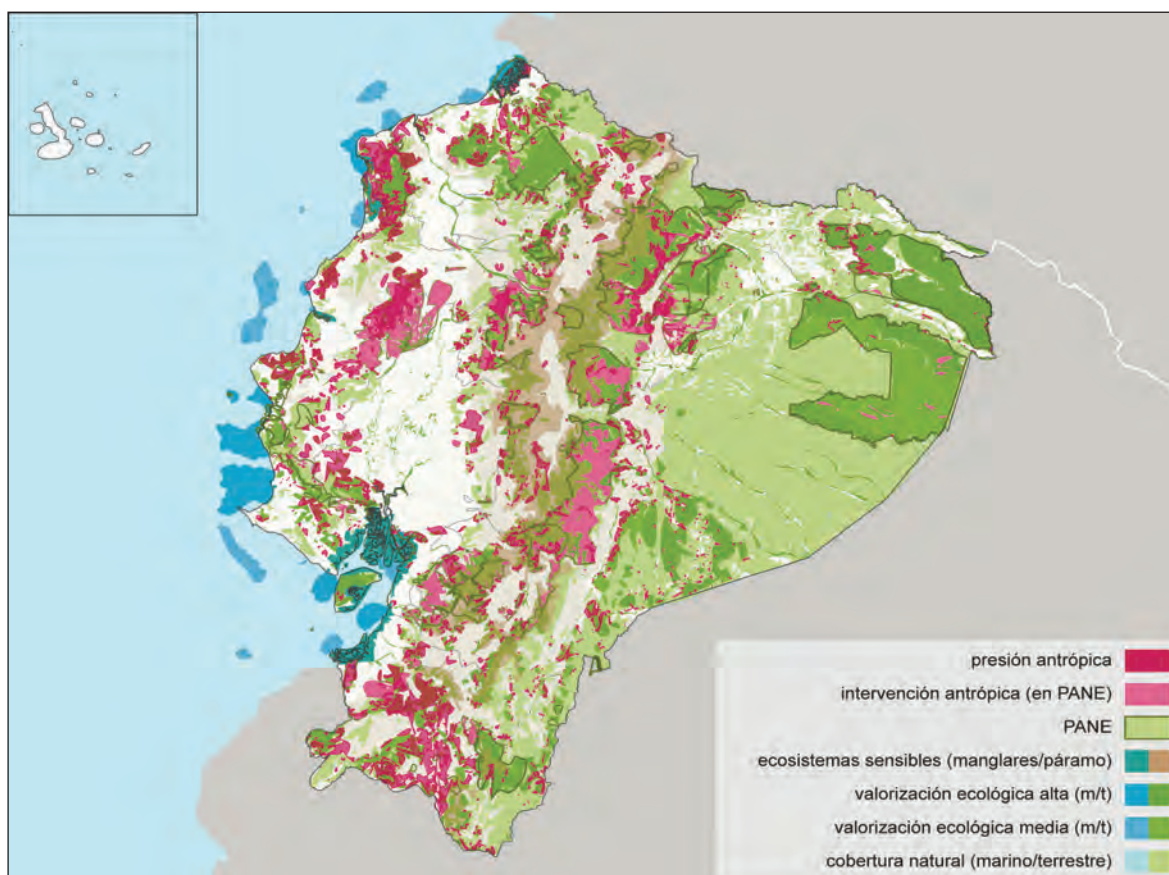 presión antrópica
intervención antrópica (en PANE)
PANE
ecosistemas sensibles (manglares/páramo)
valorización ecológica alta (m/t)
valorización ecológica media (m/t)
cobertura natural (marino/terrestre)